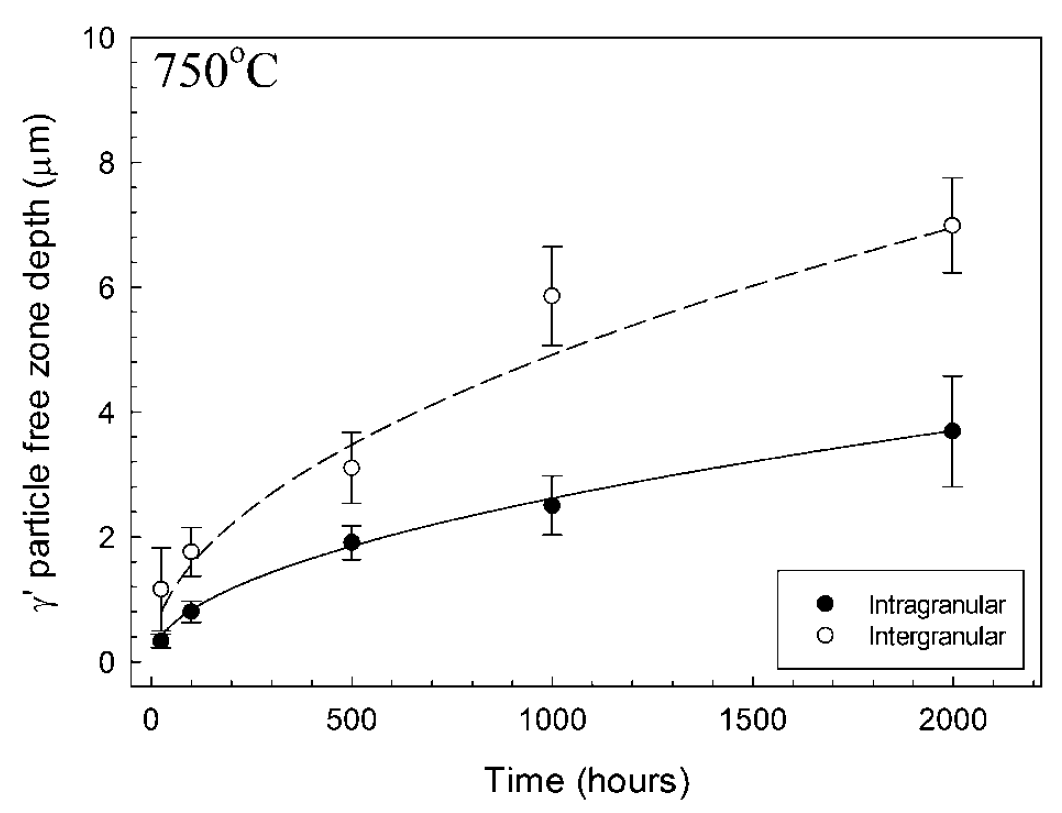 750°C
10
8
6
4
2
0
γ' particle free zone depth (μm)
0 500 1000 1500 2000
Time (hours)
Intragranular
Intergranular